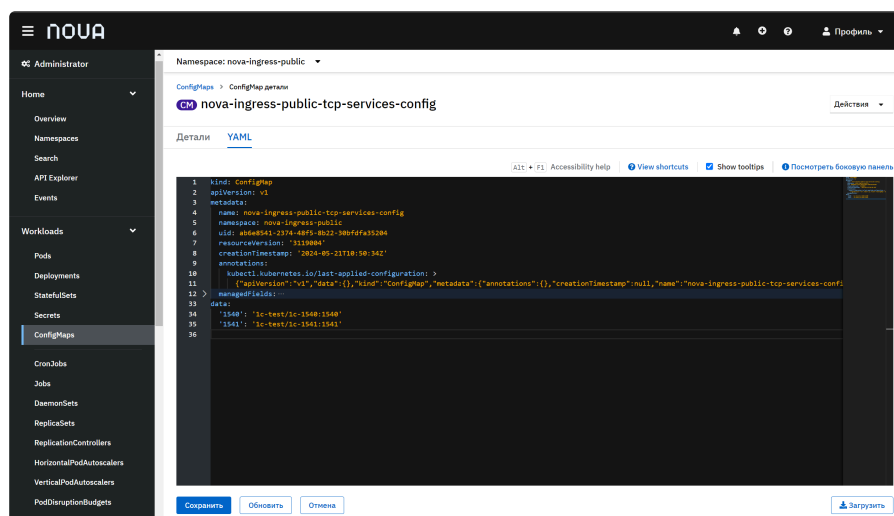 NOVA
Профиль
Administrator
Home
Overview
Namespaces
Search
API Explorer
Events
Workloads
Pods
Deployments
StatefulSets
Secrets
ConfigMaps
CronJobs
Jobs
DaemonSets
ReplicaSets
ReplicationControllers
HorizontalPodAutoscalers
VerticalPodAutoscalers
PodDisruptionBudgets
Namespace: nova-ingress-public
ConfigMaps > ConfigMap детали
CM nova-ingress-public-tcp-services-config
Действия
Детали YAML
Alt + F1 Accessibility help View shortcuts Show tooltips Посмотреть боковую панель
1 kind: ConfigMap
2 apiVersion: v1
3 metadata:
4 name: nova-ingress-public-tcp-services-config
5 namespace: nova-ingress-public
6 uid: ab6e8541-2374-48f5-8b22-30bfdfa35204
7 resourceVersion: '3119004'
8 creationTimestamp: '2024-05-21T10:50:34Z'
9 annotations:
10 kubectl.kubernetes.io/last-applied-configuration: >
11 {"apiVersion":"v1","data":{},"kind":"ConfigMap","metadata":{"annotations":{},"creationTimestamp":null,"name":"nova-ingress-public-tcp-services-confi
12 managedFields: ...
33 data:
34 '1540': '1c-test/1c-1540:1540'
35 '1541': '1c-test/1c-1541:1541'
36
Сохранить Обновить Отмена Загрузить